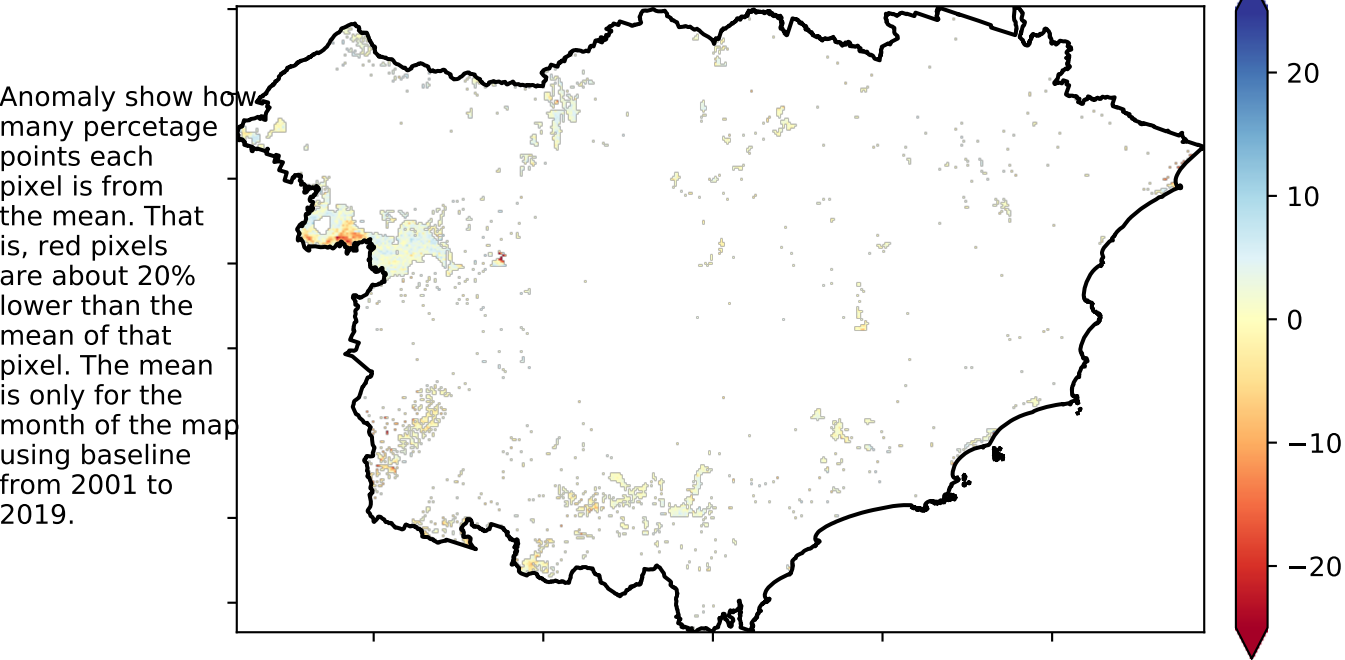 Anomaly show how
many percetage
points each
pixel is from
the mean. That
is, red pixels
are about 20%
lower than the
mean of that
pixel. The mean
is only for the
month of the map
using baseline
from 2001 to
2019.
20
10
0
−10
−20